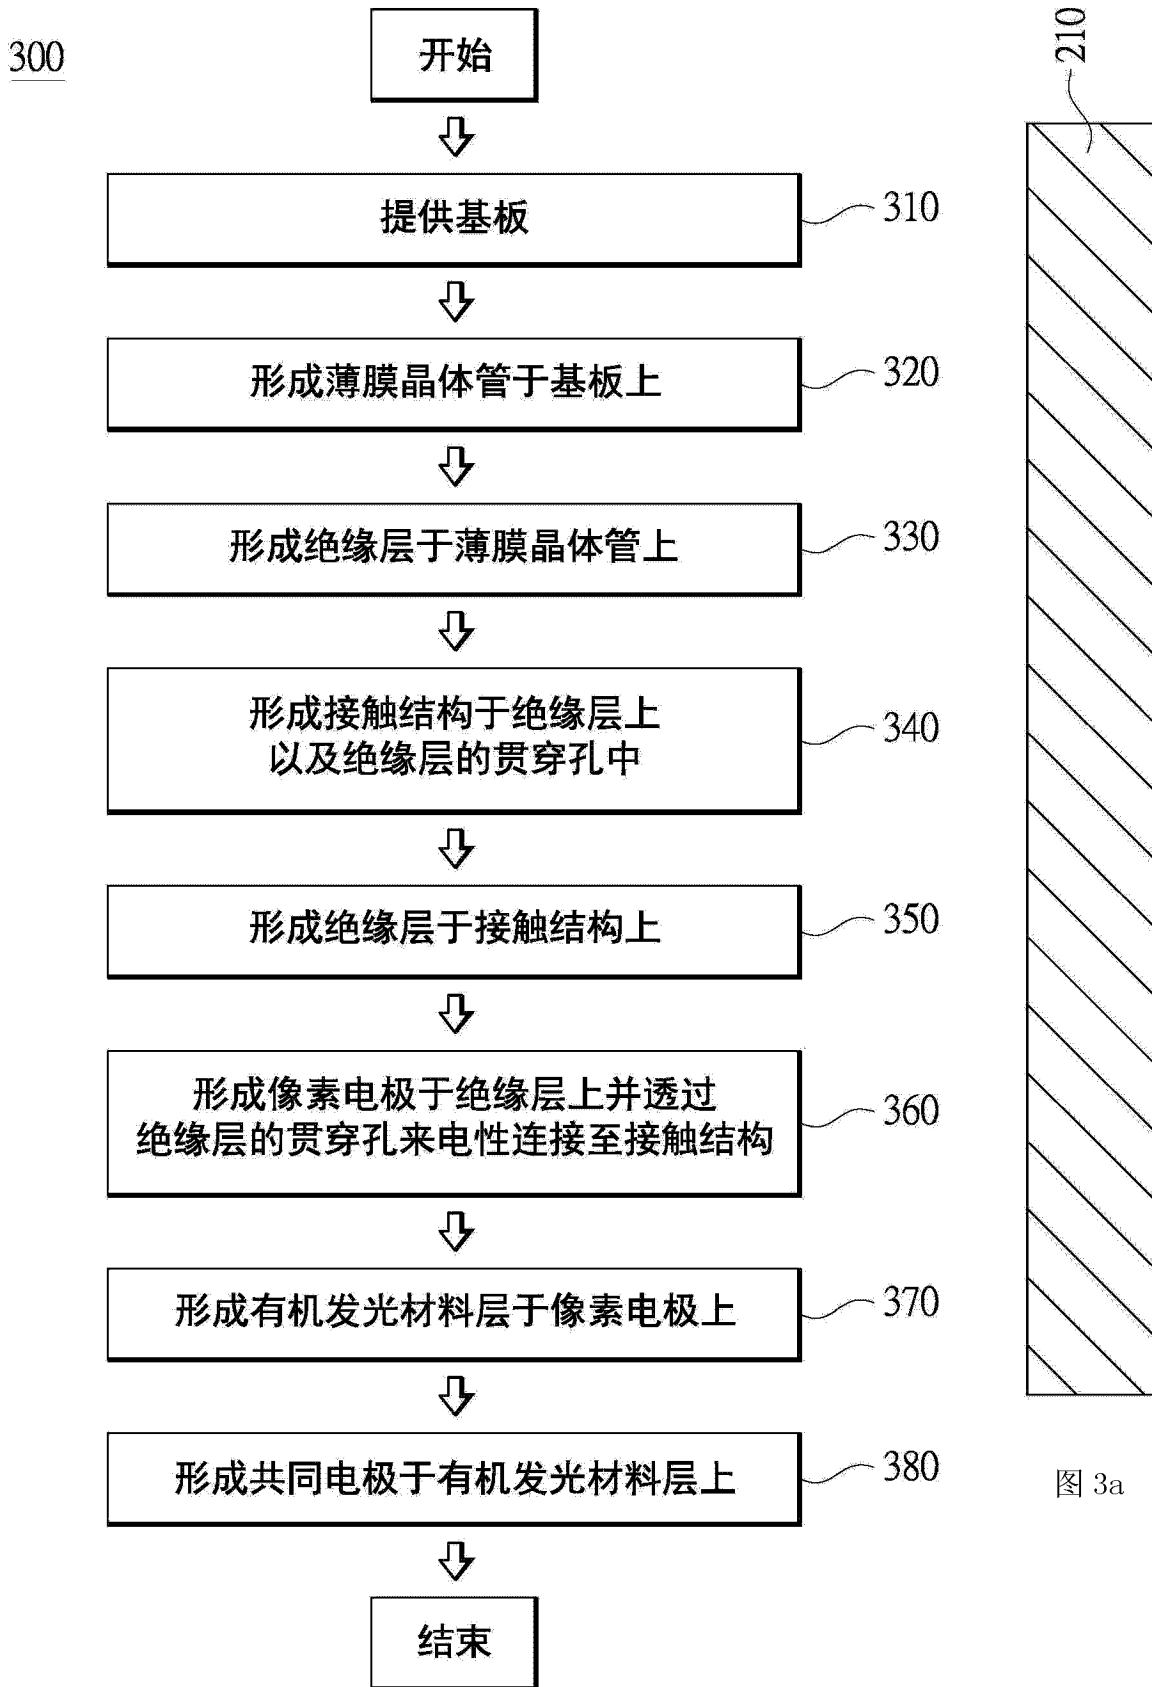 300
开始
提供基板
310
形成薄膜晶体管于基板上
320
形成绝缘层于薄膜晶体管上
330
形成接触结构于绝缘层上
以及绝缘层的贯穿孔中
340
形成绝缘层于接触结构上
350
形成像素电极于绝缘层上并透过
绝缘层的贯穿孔来电性连接至接触结构
360
形成有机发光材料层于像素电极上
370
形成共同电极于有机发光材料层上
380
结束
210
图 3a